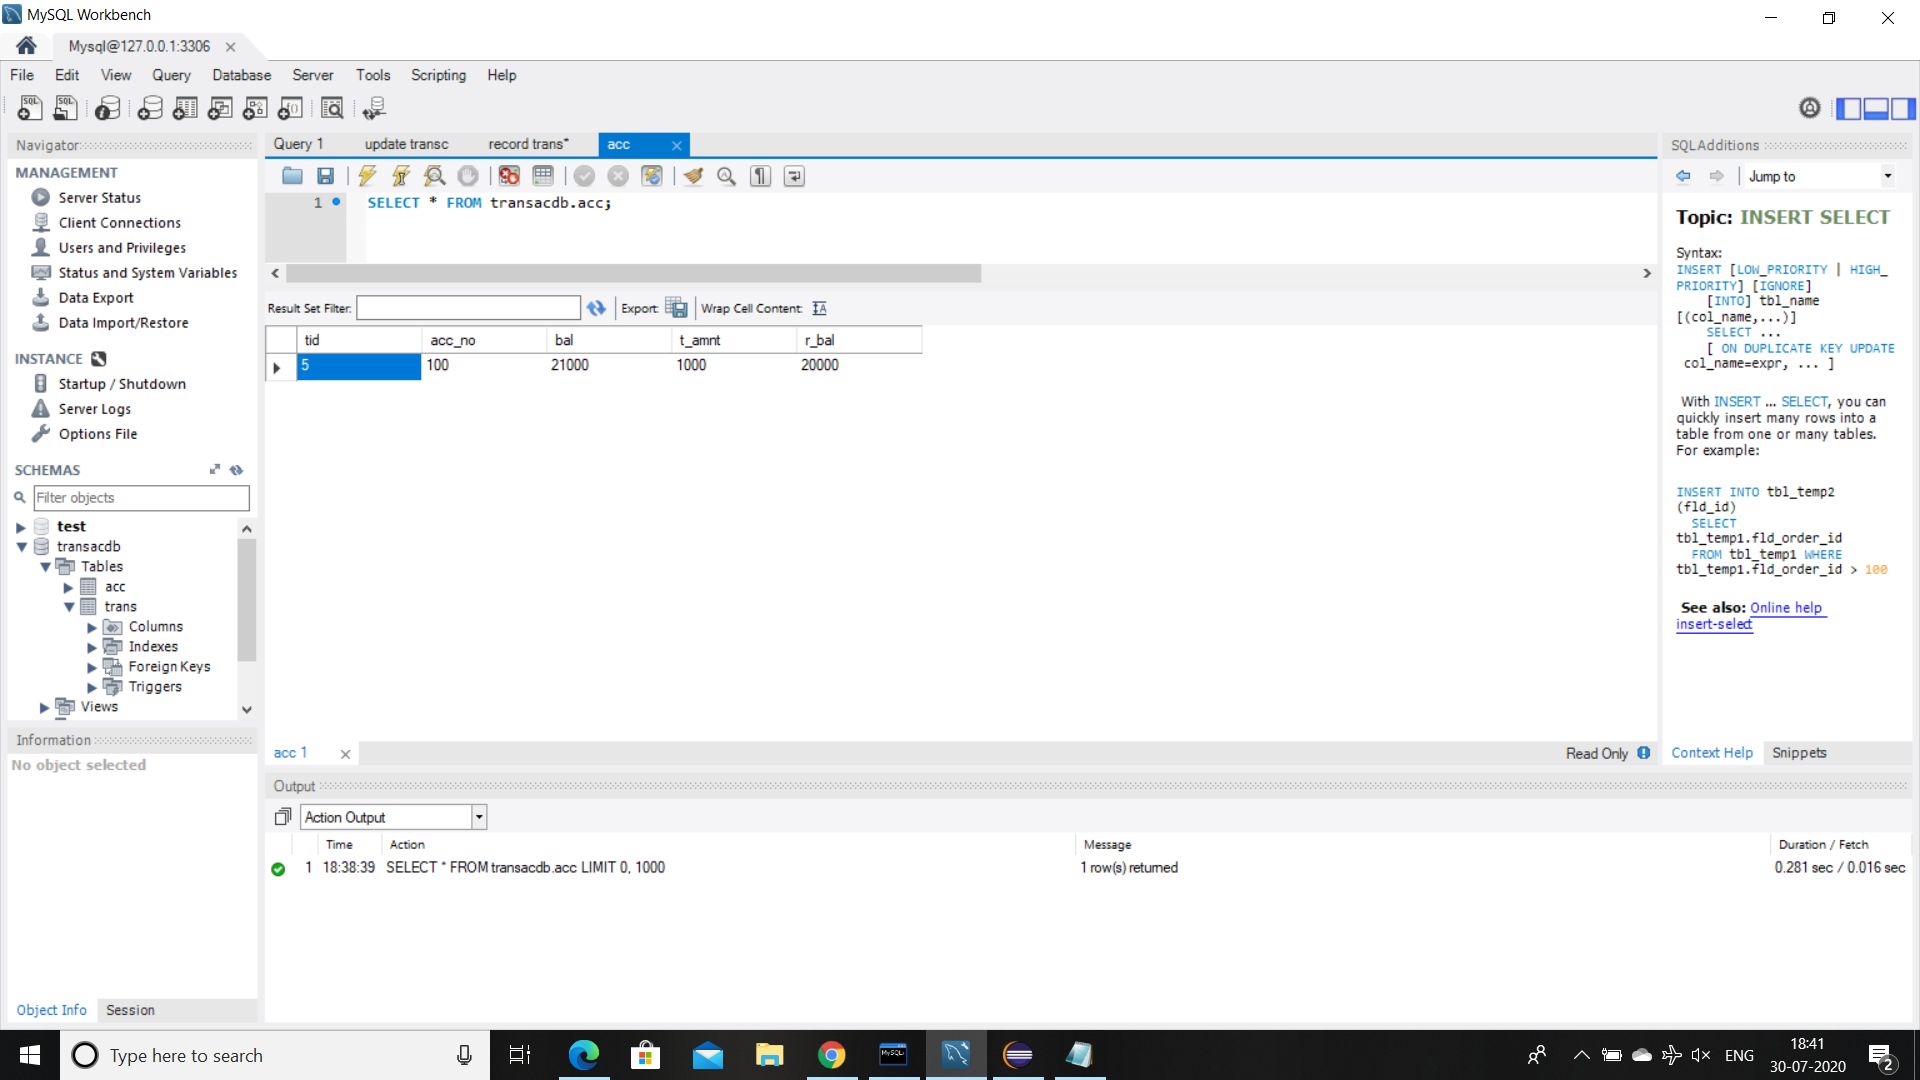 MySQL Workbench
Mysql@127.0.0.1:3306
File Edit View Query Database Server Tools Scripting Help
Navigator
MANAGEMENT
Server Status
Client Connections
Users and Privileges
Status and System Variables
Data Export
Data Import/Restore
INSTANCE
Startup / Shutdown
Server Logs
Options File
SCHEMAS
Filter objects
test
transacdb
Tables
acc
trans
Columns
Indexes
Foreign Keys
Triggers
Views
Information
No object selected
Object Info Session
Query 1 update transc record trans* acc
1 SELECT * FROM transacdb.acc;
Result Set Filter: Export: Wrap Cell Content:
tid acc_no bal t_amnt r_bal
5 100 21000 1000 20000
acc 1 Read Only
Output
Action Output
Time Action Message Duration / Fetch
1 18:38:39 SELECT * FROM transacdb.acc LIMIT 0, 1000 1 row(s) returned 0.281 sec / 0.016 sec
SQLAdditions
Jump to
Topic: INSERT SELECT
Syntax:
INSERT [LOW_PRIORITY | HIGH_
PRIORITY] [IGNORE]
[INTO] tbl_name
[(col_name,...)]
SELECT ...
[ ON DUPLICATE KEY UPDATE
col_name=expr, ... ]
With INSERT ... SELECT, you can
quickly insert many rows into a
table from one or many tables.
For example:
INSERT INTO tbl_temp2
(fld_id)
SELECT
tbl_temp1.fld_order_id
FROM tbl_temp1 WHERE
tbl_temp1.fld_order_id > 100
See also: Online help
insert-select
Context Help Snippets
Type here to search
MySQL
ENG
18:41
30-07-2020
2